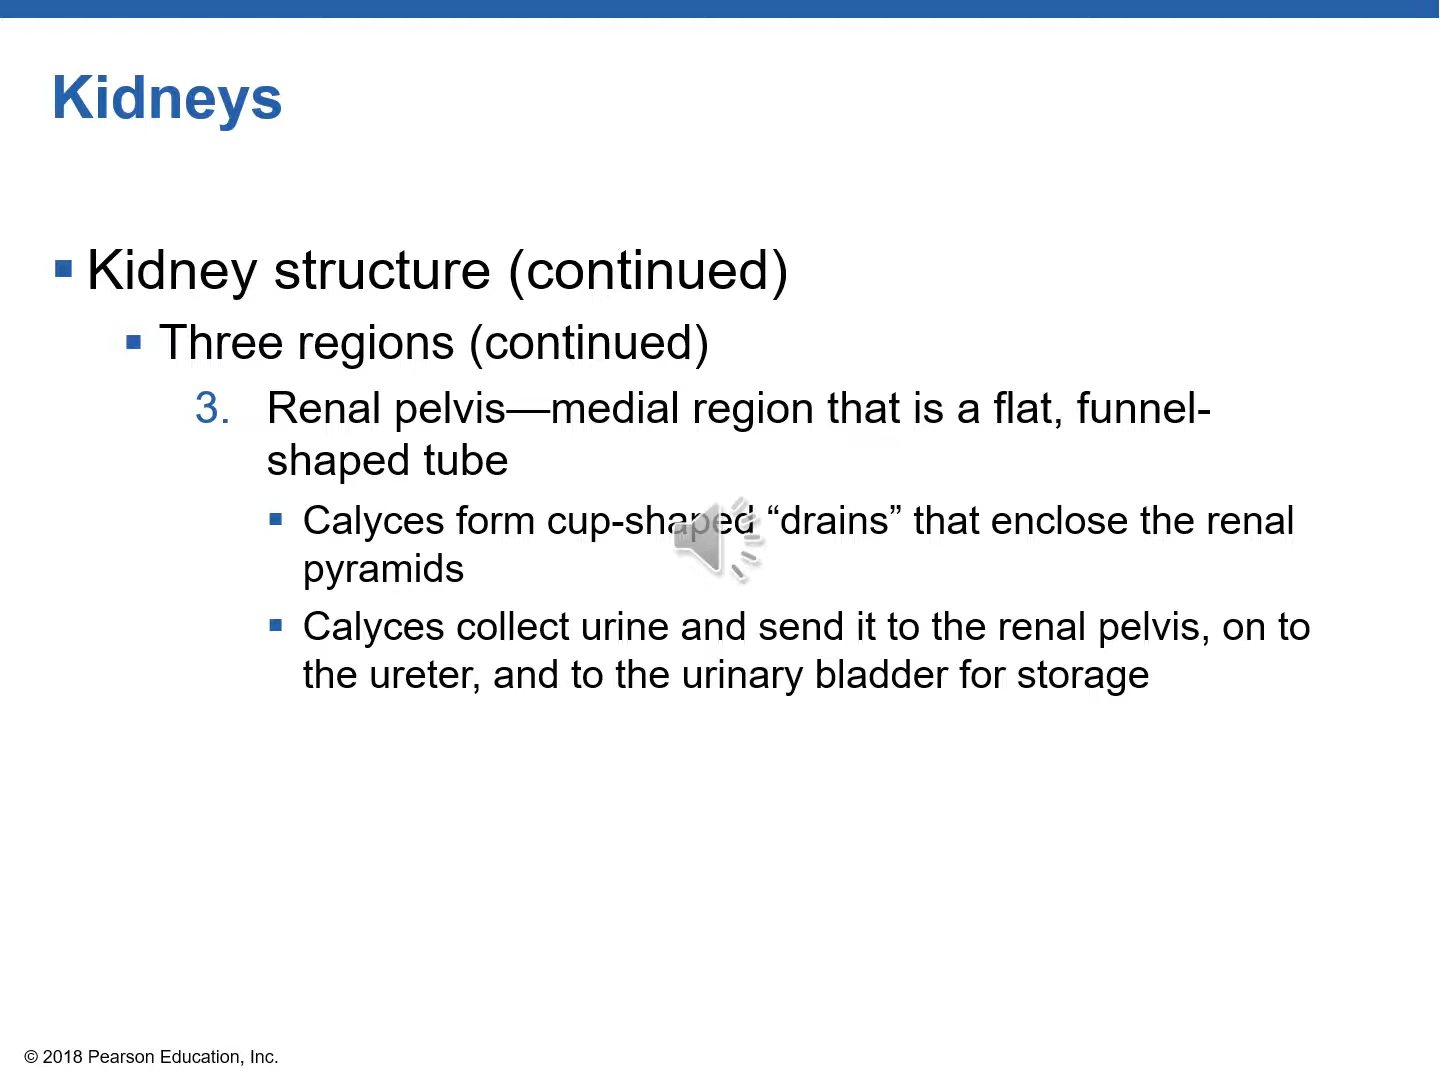 Kidneys
▪ Kidney structure (continued)
▪ Three regions (continued)
3. Renal pelvis—medial region that is a flat, funnel-
shaped tube
▪ Calyces form cup-shaped “drains” that enclose the renal
pyramids
▪ Calyces collect urine and send it to the renal pelvis, on to
the ureter, and to the urinary bladder for storage
© 2018 Pearson Education, Inc.